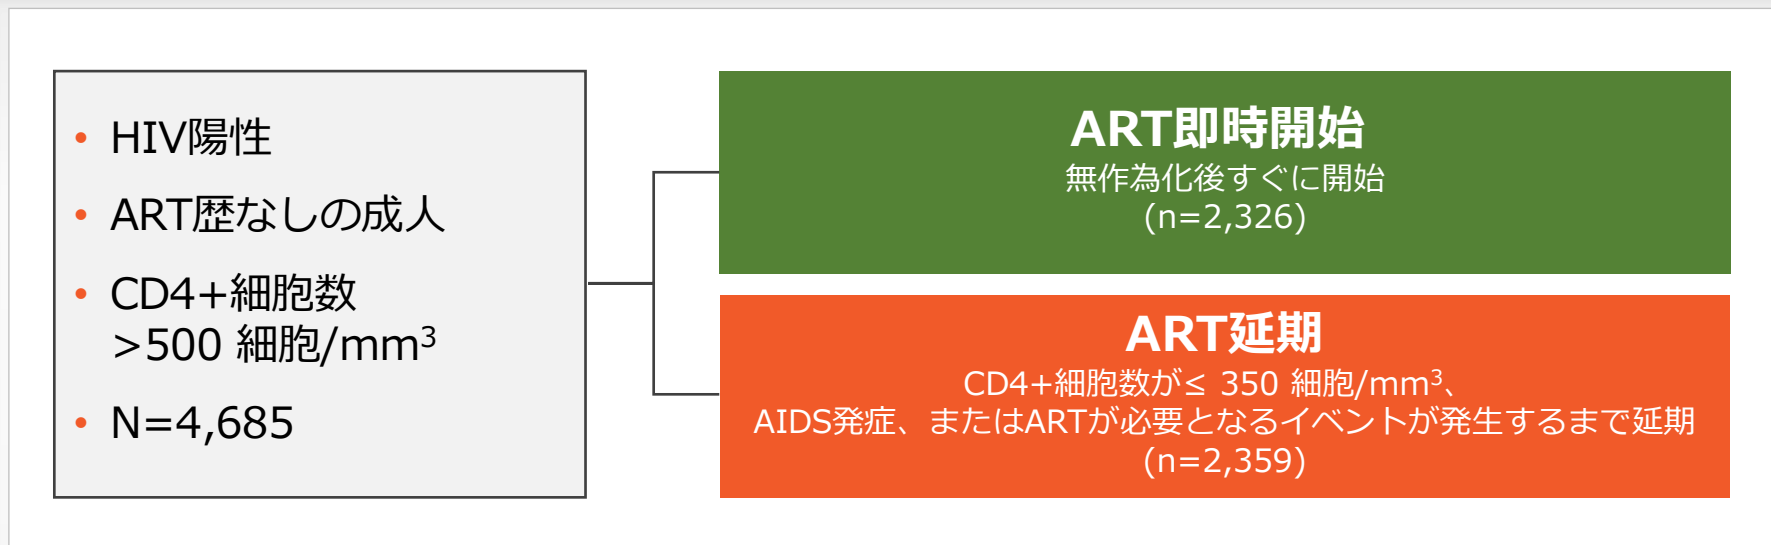 • HIV陽性
• ART歴なしの成人
• CD4+細胞数
>500 細胞/mm³
• N=4,685
ART即時開始
無作為化後すぐに開始
(n=2,326)
ART延期
CD4+細胞数が≤ 350 細胞/mm³、
AIDS発症、またはARTが必要となるイベントが発生するまで延期
(n=2,359)